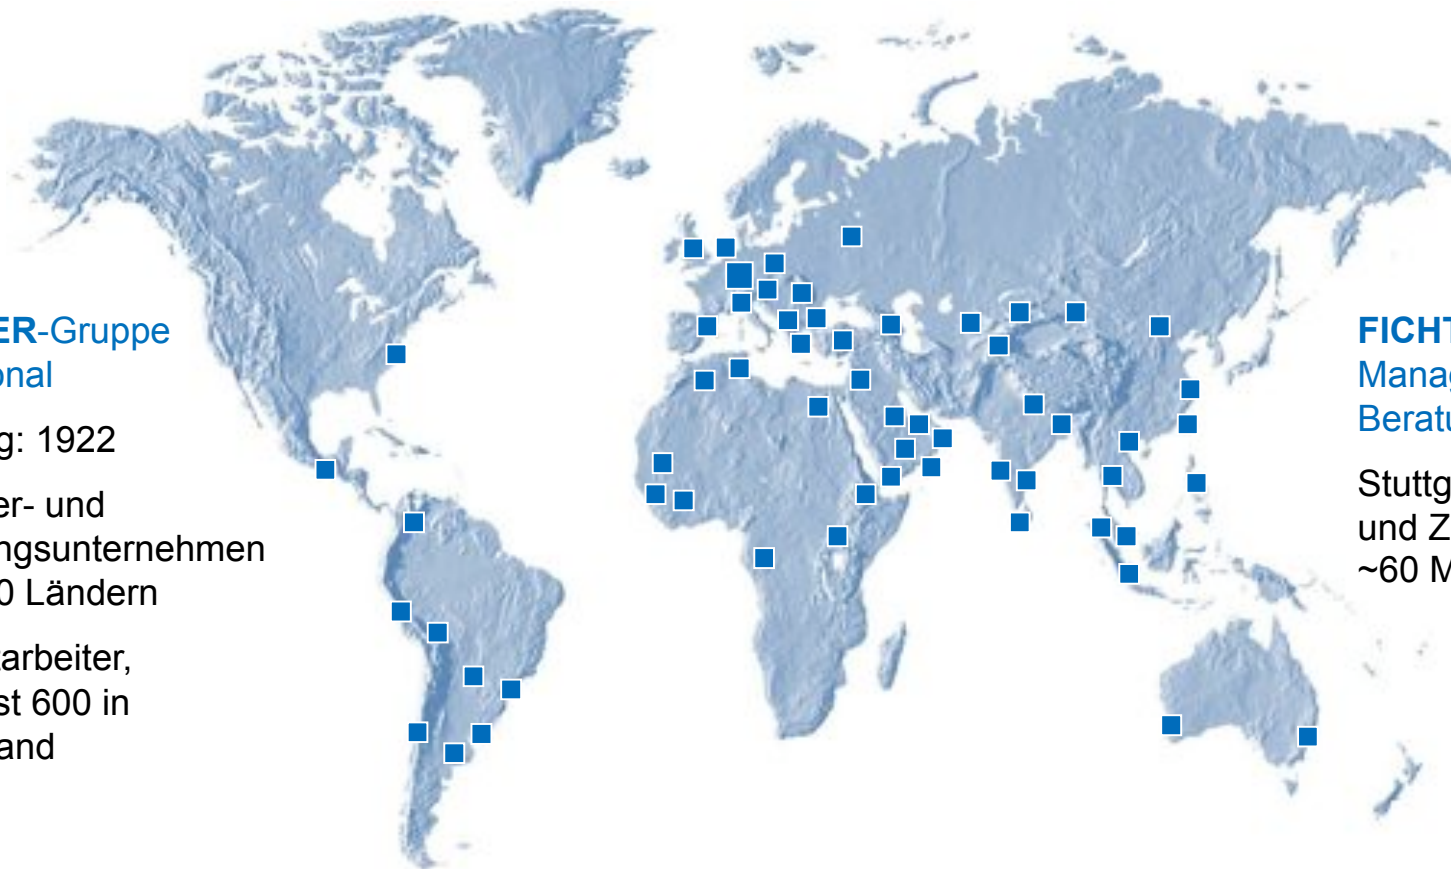 ER-Gruppe
onal
g: 1922
er- und
ngsunternehmen
0 Ländern
tarbeiter,
st 600 in
and
FICHT
Manag
Beratu
Stuttg
und Z
~60 M